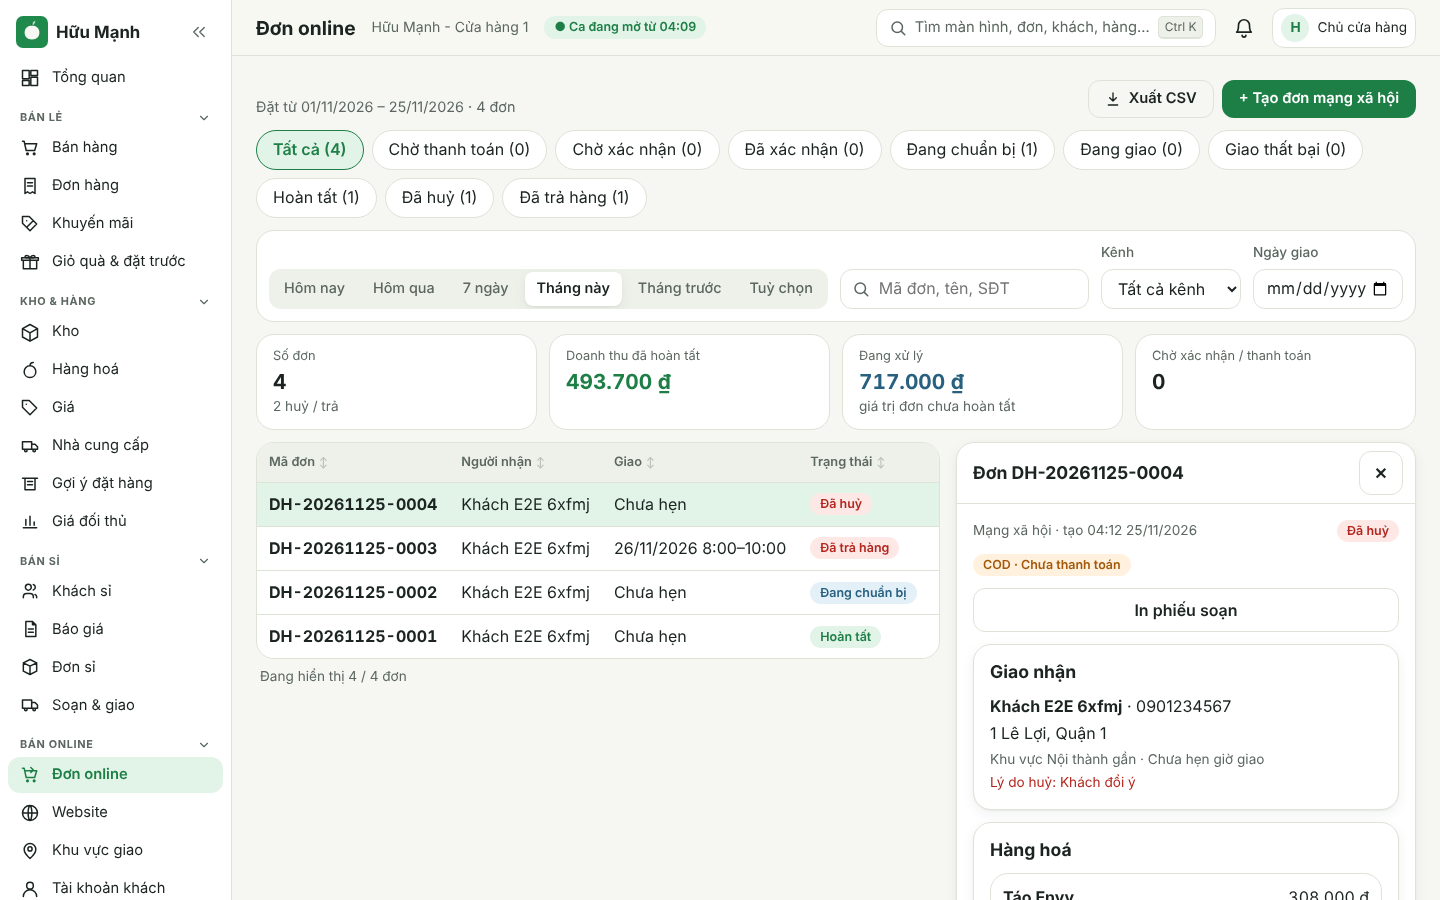 Hữu Mạnh
Tổng quan
BÁN LẺ
Bán hàng
Đơn hàng
Khuyến mãi
Giỏ quà & đặt trước
KHO & HÀNG
Kho
Hàng hoá
Giá
Nhà cung cấp
Gợi ý đặt hàng
Giá đối thủ
BÁN SỈ
Khách sỉ
Báo giá
Đơn sỉ
Soạn & giao
BÁN ONLINE
Đơn online
Website
Khu vực giao
Tài khoản khách
Đơn online Hữu Mạnh - Cửa hàng 1 Ca đang mở từ 04:09 Tìm màn hình, đơn, khách, hàng... Ctrl K H Chủ cửa hàng
Đặt từ 01/11/2026 – 25/11/2026 · 4 đơn Xuất CSV + Tạo đơn mạng xã hội
Tất cả (4) Chờ thanh toán (0) Chờ xác nhận (0) Đã xác nhận (0) Đang chuẩn bị (1) Đang giao (0) Giao thất bại (0)
Hoàn tất (1) Đã huỷ (1) Đã trả hàng (1)
Kênh Ngày giao
Hôm nay Hôm qua 7 ngày Tháng này Tháng trước Tuỳ chọn Mã đơn, tên, SĐT Tất cả kênh mm/dd/yyyy
Số đơn Doanh thu đã hoàn tất Đang xử lý Chờ xác nhận / thanh toán
4 493.700 ₫ 717.000 ₫ 0
2 huỷ / trả giá trị đơn chưa hoàn tất
Mã đơn Người nhận Giao Trạng thái
DH-20261125-0004 Khách E2E 6xfmj Chưa hẹn Đã huỷ
DH-20261125-0003 Khách E2E 6xfmj 26/11/2026 8:00–10:00 Đã trả hàng
DH-20261125-0002 Khách E2E 6xfmj Chưa hẹn Đang chuẩn bị
DH-20261125-0001 Khách E2E 6xfmj Chưa hẹn Hoàn tất
Đang hiển thị 4 / 4 đơn
Đơn DH-20261125-0004
Mạng xã hội · tạo 04:12 25/11/2026 Đã huỷ
COD · Chưa thanh toán
In phiếu soạn
Giao nhận
Khách E2E 6xfmj · 0901234567
1 Lê Lợi, Quận 1
Khu vực Nội thành gần · Chưa hẹn giờ giao
Lý do huỷ: Khách đổi ý
Hàng hoá
Táo Envy 308.000 ₫